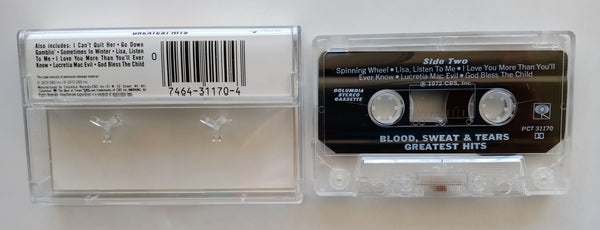 GREATEST HITS
Also includes: I Can't Quit Her • Go Down
Gamblin' • Sometimes in Winter • Lisa, Listen
To Me • I Love You More Than You'll Ever
Know • Lucretia Mac Evil • God Bless The Child
0
7464-31170-4
Side Two
Spinning Wheel • Lisa, Listen To Me • I Love You More Than You'll
Ever Know • Lucretia Mac Evil • God Bless The Child
℗ 1972 CBS, Inc.
COLUMBIA
STEREO
CASSETTE
BLOOD, SWEAT & TEARS
GREATEST HITS
PCT 31170